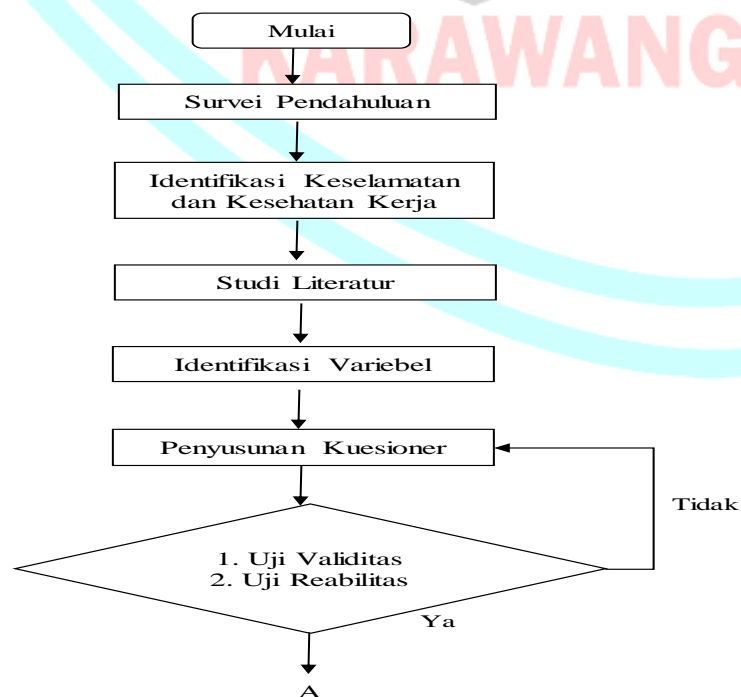 KARAWANG
Mulai
Survei Pendahuluan
Identifikasi Keselamatan
dan Kesehatan Kerja
Studi Literatur
Identifikasi Variebel
Penyusunan Kuesioner
Tidak
1. Uji Validitas
2. Uji Reabilitas
Ya
A